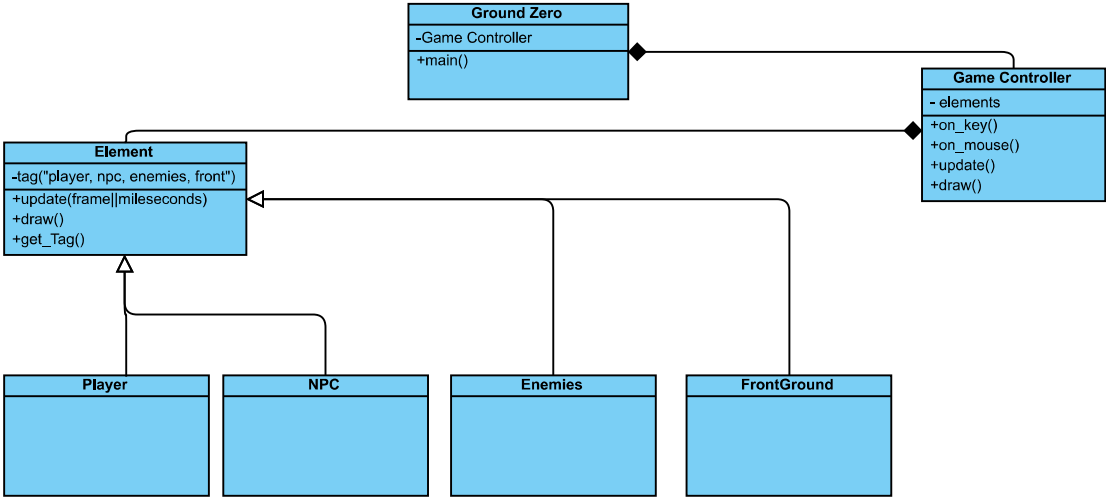 Ground Zero
-Game Controller
+main()
Game Controller
- elements
+on_key()
+on_mouse()
+update()
+draw()
Element
-tag("player, npc, enemies, front")
+update(frame||mileseconds)
+draw()
+get_Tag()
Player
NPC
Enemies
FrontGround